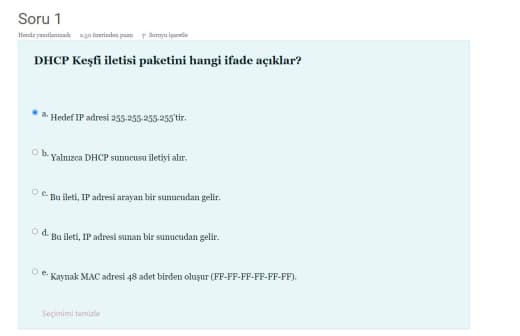 Soru 1
Henüz yanıtlanmadı 2,50 üzerinden puan Soruyu işaretle
DHCP Keşfi iletisi paketini hangi ifade açıklar?
a. Hedef IP adresi 255.255.255.255'tir.
b. Yalnızca DHCP sunucusu iletiyi alır.
c. Bu ileti, IP adresi arayan bir sunucudan gelir.
d. Bu ileti, IP adresi sunan bir sunucudan gelir.
e. Kaynak MAC adresi 48 adet birden oluşur (FF-FF-FF-FF-FF-FF).
Seçimimi temizle